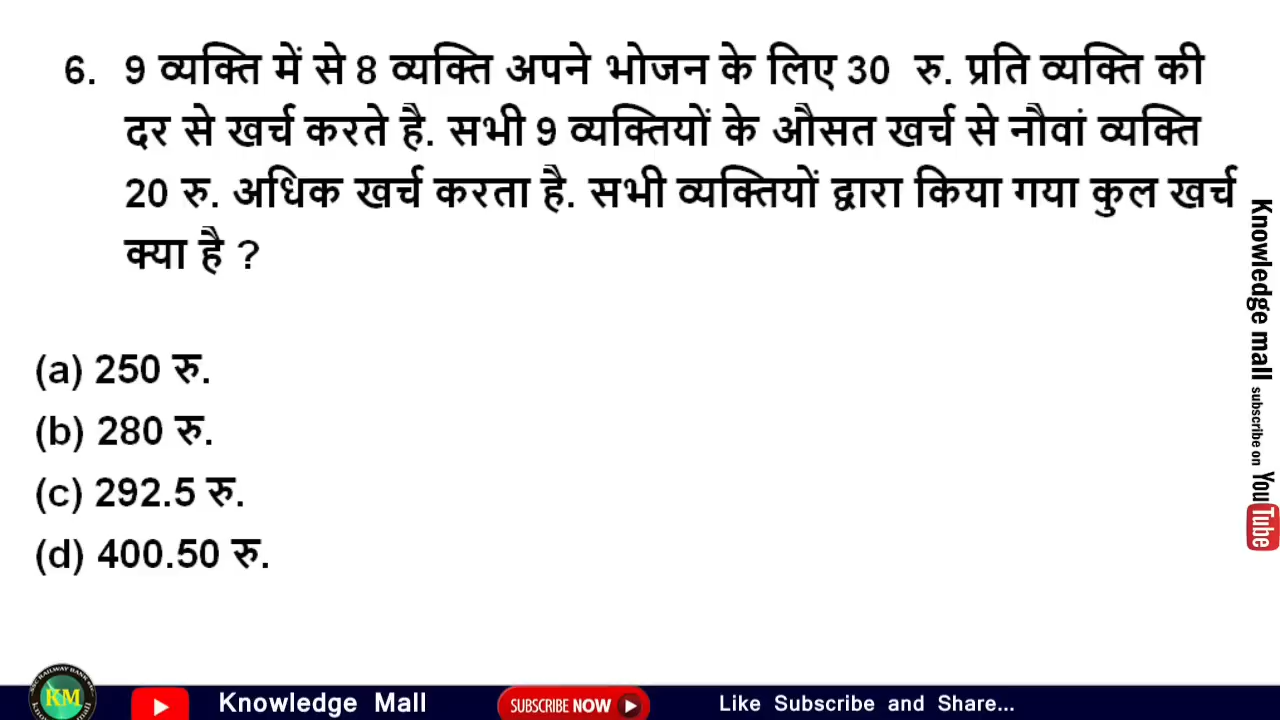 6. 9 व्यक्ति में से 8 व्यक्ति अपने भोजन के लिए 30 रु. प्रति व्यक्ति की
दर से खर्च करते है. सभी 9 व्यक्तियों के औसत खर्च से नौवां व्यक्ति
20 रु. अधिक खर्च करता है. सभी व्यक्तियों द्वारा किया गया कुल खर्च
क्या है ?
(a) 250 रु.
(b) 280 रु.
(c) 292.5 रु.
(d) 400.50 रु.
Knowledge mall subscribe on YouTube
KM
Knowledge Mall
SUBSCRIBE NOW
Like Subscribe and Share...